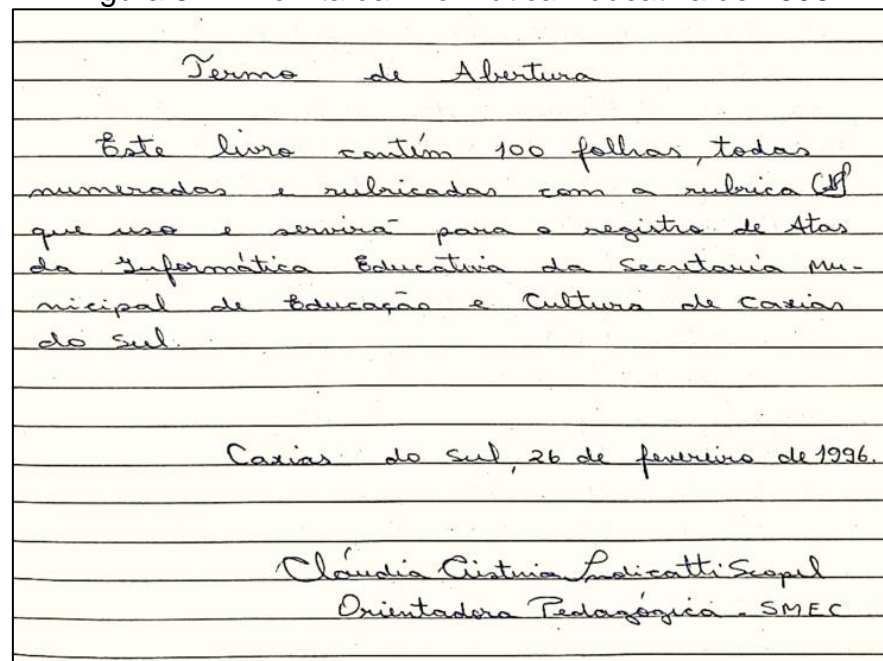 Termo de Abertura
Este livro contém 100 folhas, todas
numeradas e rubricadas com a rubrica
que uso e servirá para o registro de Atas
da Informática Educativa da Secretaria Mu-
nicipal de Educação e Cultura de Caxias
do Sul.
Caxias do Sul, 26 de fevereiro de 1996.
Cláudia Cristina Scopel
Orientadora Pedagógica - SMEC